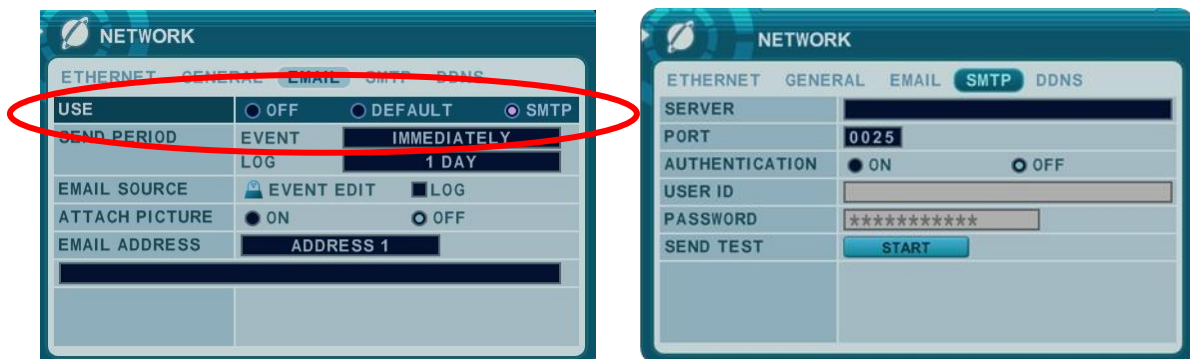 NETWORK
ETHERNET GENERAL EMAIL SMTP DDNS
USE OFF DEFAULT SMTP
SEND PERIOD EVENT IMMEDIATELY
LOG 1 DAY
EMAIL SOURCE EVENT EDIT LOG
ATTACH PICTURE ON OFF
EMAIL ADDRESS ADDRESS 1
NETWORK
ETHERNET GENERAL EMAIL SMTP DDNS
SERVER
PORT 0025
AUTHENTICATION ON OFF
USER ID
PASSWORD ***********
SEND TEST START